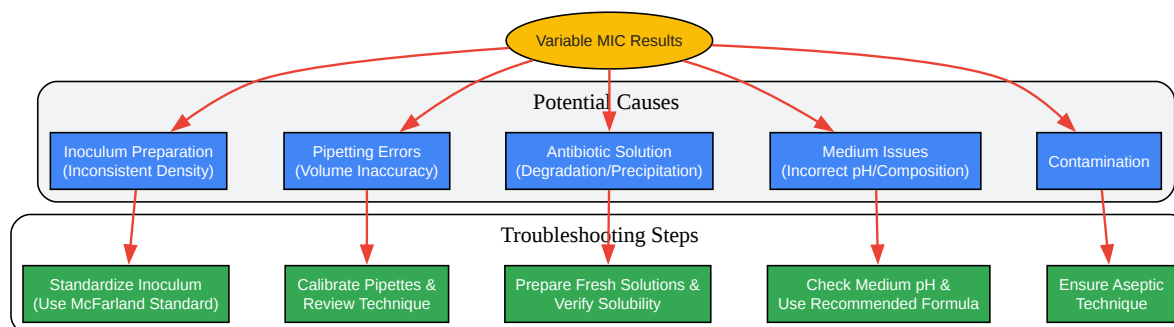 Variable MIC Results
Potential Causes
Inoculum Preparation
(Inconsistent Density)
Pipetting Errors
(Volume Inaccuracy)
Antibiotic Solution
(Degradation/Precipitation)
Medium Issues
(Incorrect pH/Composition)
Contamination
Troubleshooting Steps
Standardize Inoculum
(Use McFarland Standard)
Calibrate Pipettes &
Review Technique
Prepare Fresh Solutions &
Verify Solubility
Check Medium pH &
Use Recommended Formula
Ensure Aseptic
Technique